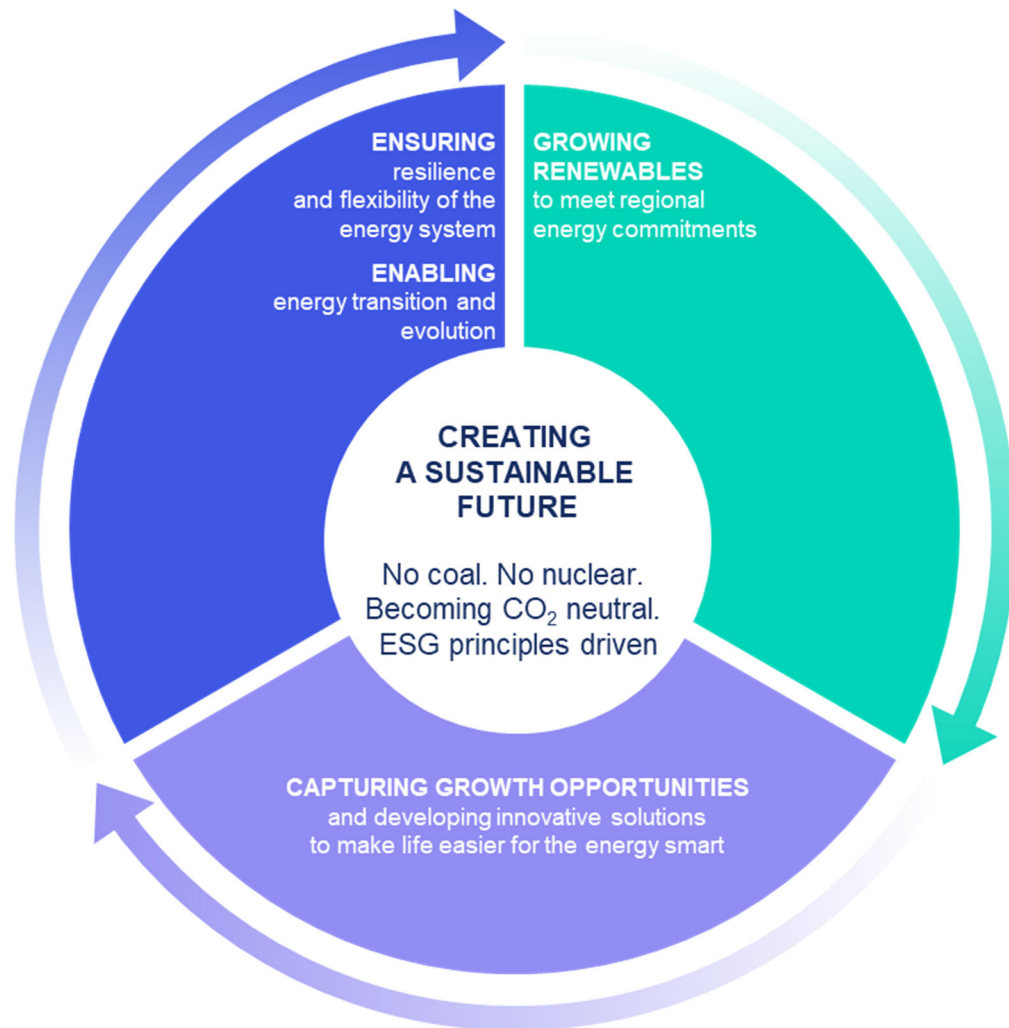 ENSURING
resilience
and flexibility of the
energy system
ENABLING
energy transition and
evolution
GROWING
RENEWABLES
to meet regional
energy commitments
CREATING
A SUSTAINABLE
FUTURE
No coal. No nuclear.
Becoming CO₂ neutral.
ESG principles driven
CAPTURING GROWTH OPPORTUNITIES
and developing innovative solutions
to make life easier for the energy smart